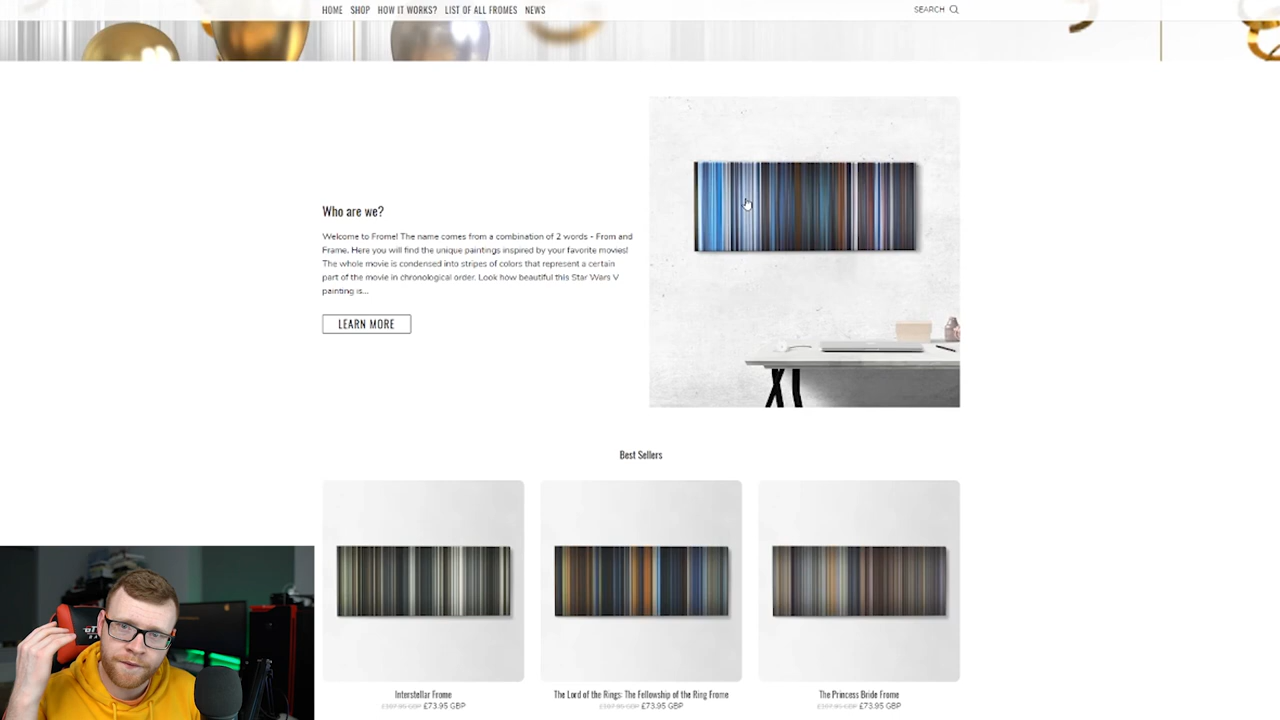 HOME SHOP HOW IT WORKS? LIST OF ALL FROMES NEWS
SEARCH
Who are we?
Welcome to Frome! The name comes from a combination of 2 words - From and
Frame. Here you will find the unique paintings inspired by your favorite movies!
The whole movie is condensed into stripes of colors that represent a certain
part of the movie in chronological order. Look how beautiful this Star Wars V
painting is...
LEARN MORE
Best Sellers
Interstellar Frome
£73.95 GBP
The Lord of the Rings: The Fellowship of the Ring Frome
£73.95 GBP
The Princess Bride Frome
£73.95 GBP